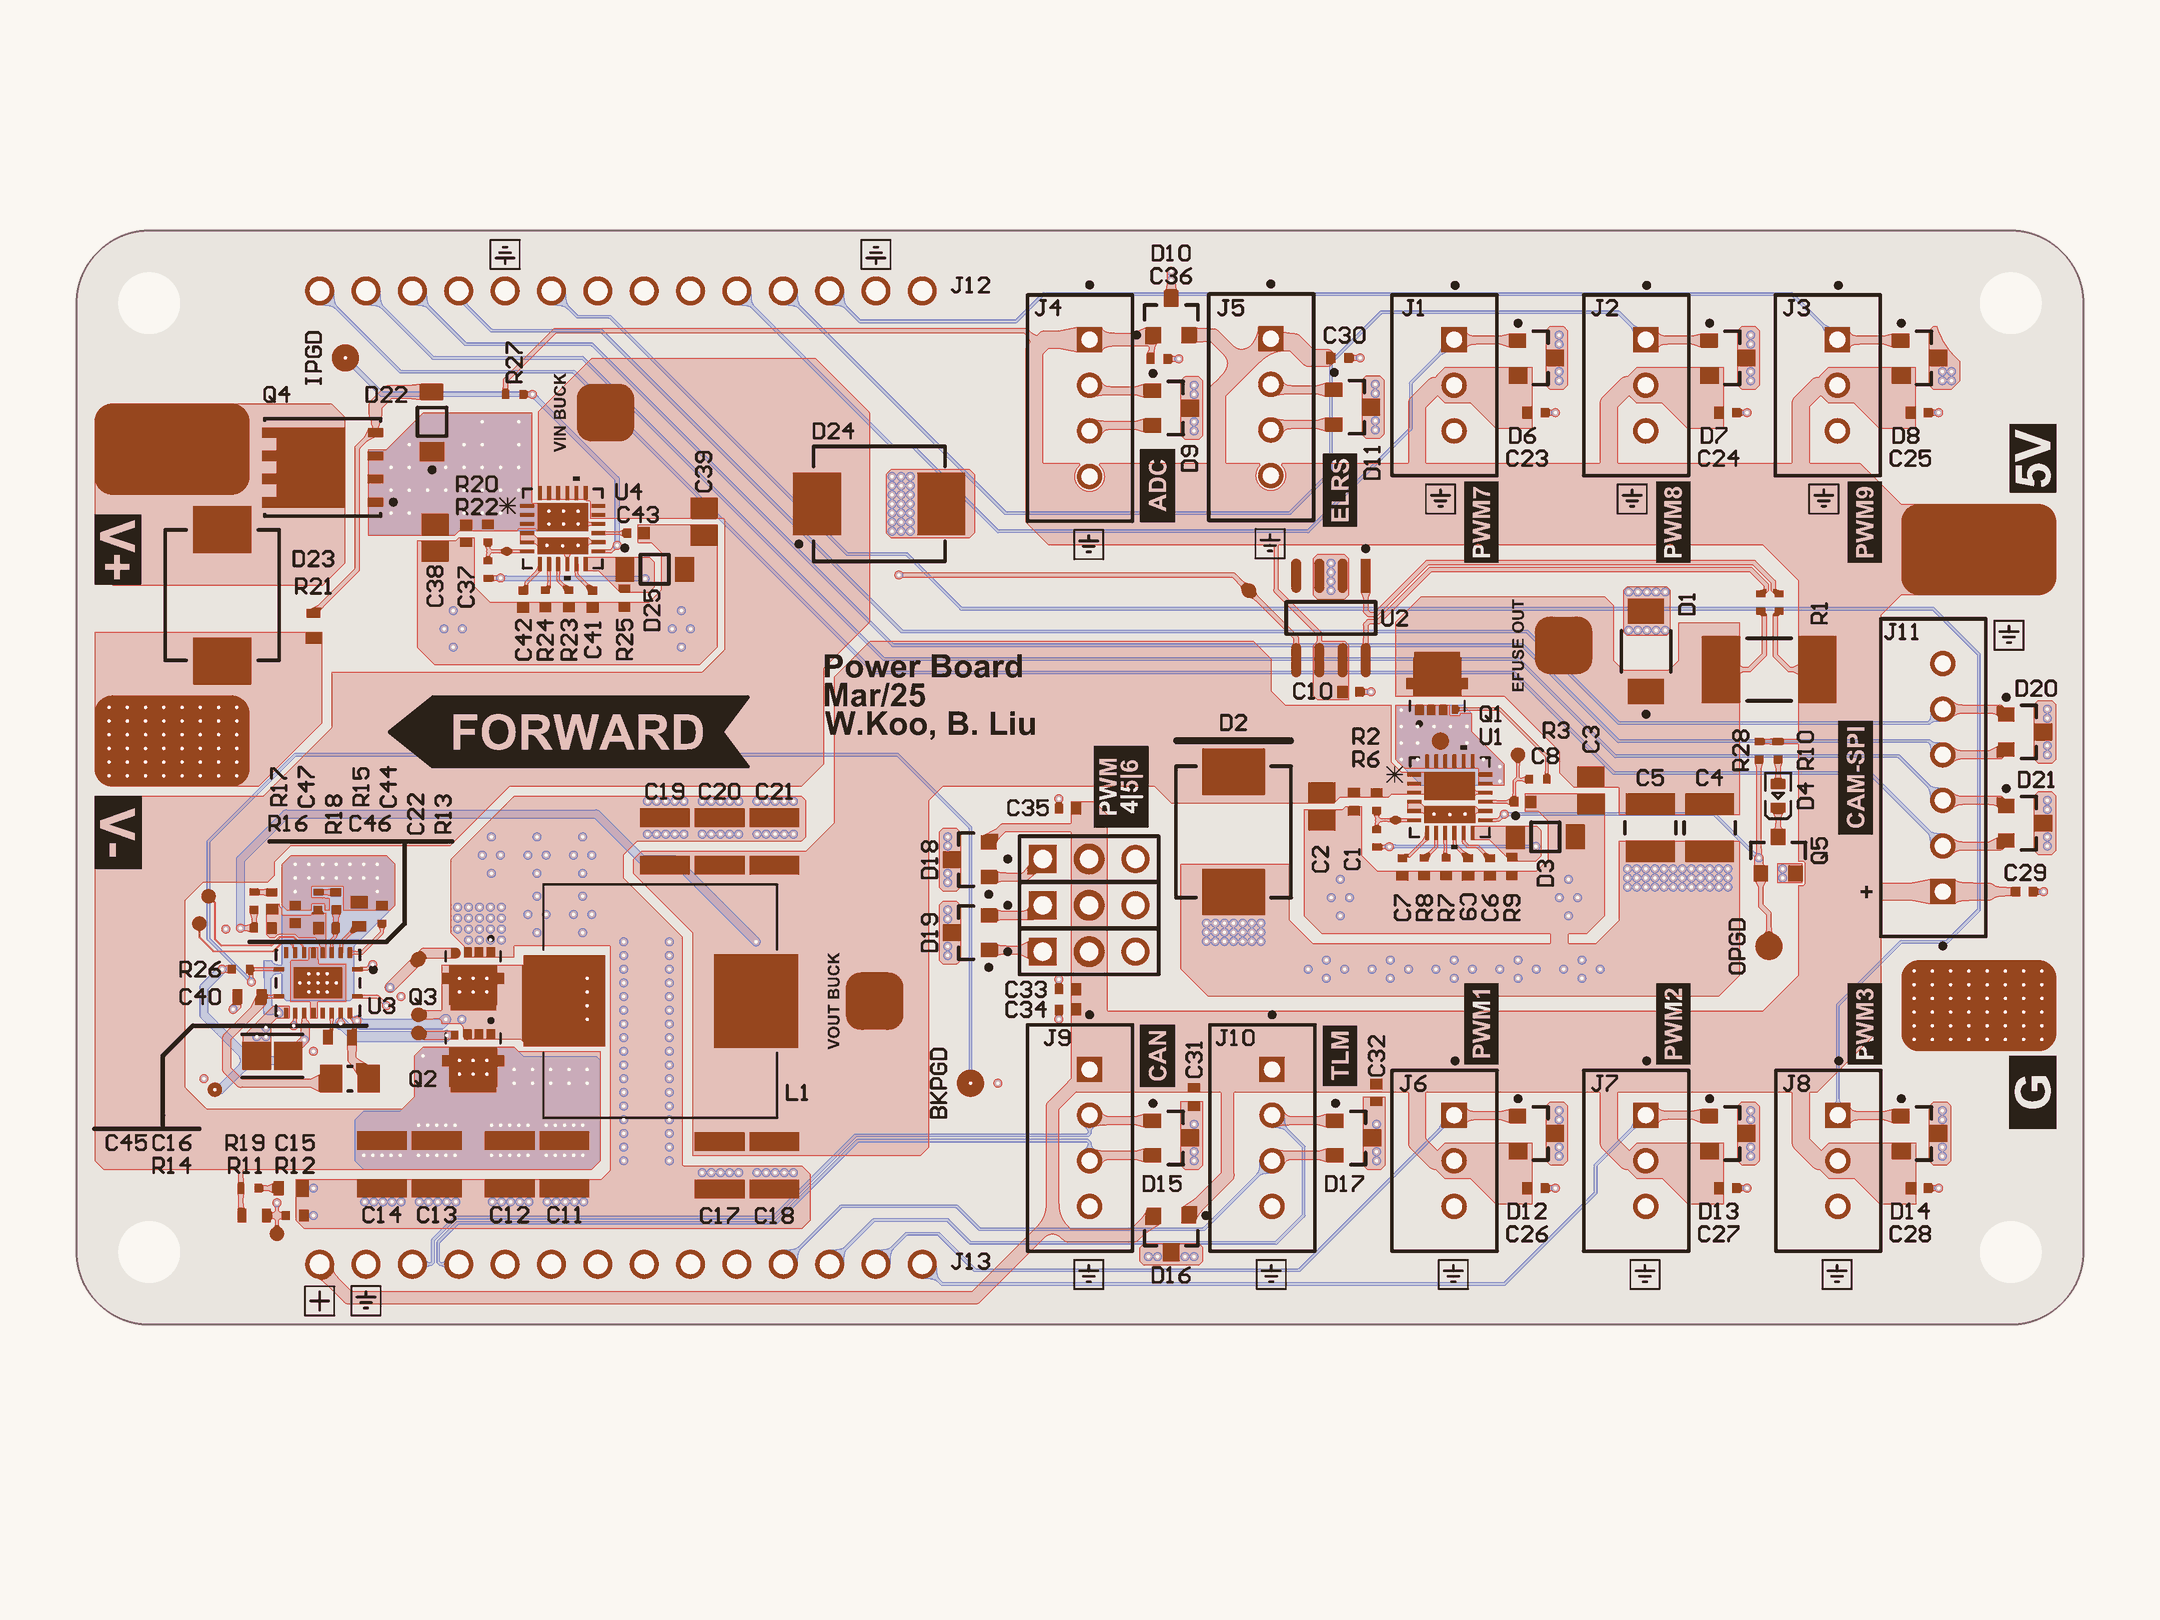 D10
C36
J12
J4
J5
J1
J2
J3
IPGD
R27
C30
Q4
D22
VIN BUCK
D24
D9
D11
D6
C23
D7
C24
D8
C25
5V
ADC
ELRS
PWM7
PWM8
PWM9
R20
R22
U4
C43
C39
V+
D23
R21
C38
C37
C42
R24
R23
C41
R25
D25
U2
EFUSE OUT
D1
R1
J11
Power Board
Mar/25
W.Koo, B. Liu
FORWARD
C10
D2
Q1
U1
R2
R6
R3
C8
C3
R28
R10
D20
D21
CAM-SPI
PWM
4|5|6
C5
C4
D4
Q5
V-
R17
C47
R15
C44
R16
R18
C46
C22
R13
C19
C20
C21
C35
D18
D19
C2
C1
C7
R8
R7
C9
C6
R9
D3
C29
+
OPGD
R26
C40
U3
Q3
Q2
VOUT BUCK
L1
BKPGD
C33
C34
J9
CAN
C31
J10
TLM
C32
PWM1
PWM2
PWM3
G
J6
J7
J8
C45
C16
R14
R19
C15
R11
R12
C14
C13
C12
C11
C17
C18
D15
D17
D16
D12
C26
D13
C27
D14
C28
J13
+